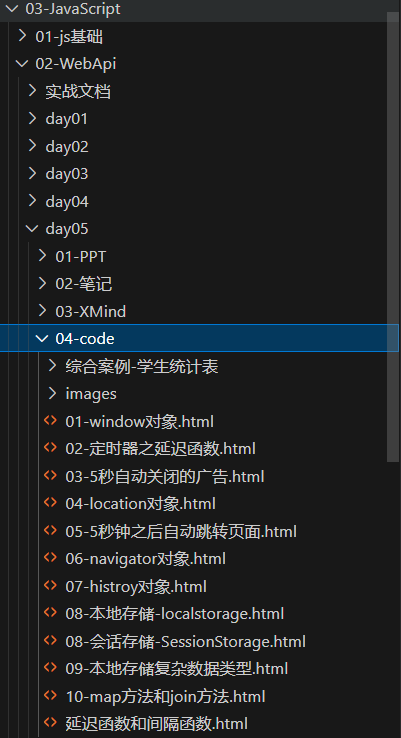 03-JavaScript
01-js基础
02-WebApi
实战文档
day01
day02
day03
day04
day05
01-PPT
02-笔记
03-XMind
04-code
综合案例-学生统计表
images
01-window对象.html
02-定时器之延迟函数.html
03-5秒自动关闭的广告.html
04-location对象.html
05-5秒钟之后自动跳转页面.html
06-navigator对象.html
07-histroy对象.html
08-本地存储-localstorage.html
08-会话存储-SessionStorage.html
09-本地存储复杂数据类型.html
10-map方法和join方法.html
延迟函数和间隔函数.html